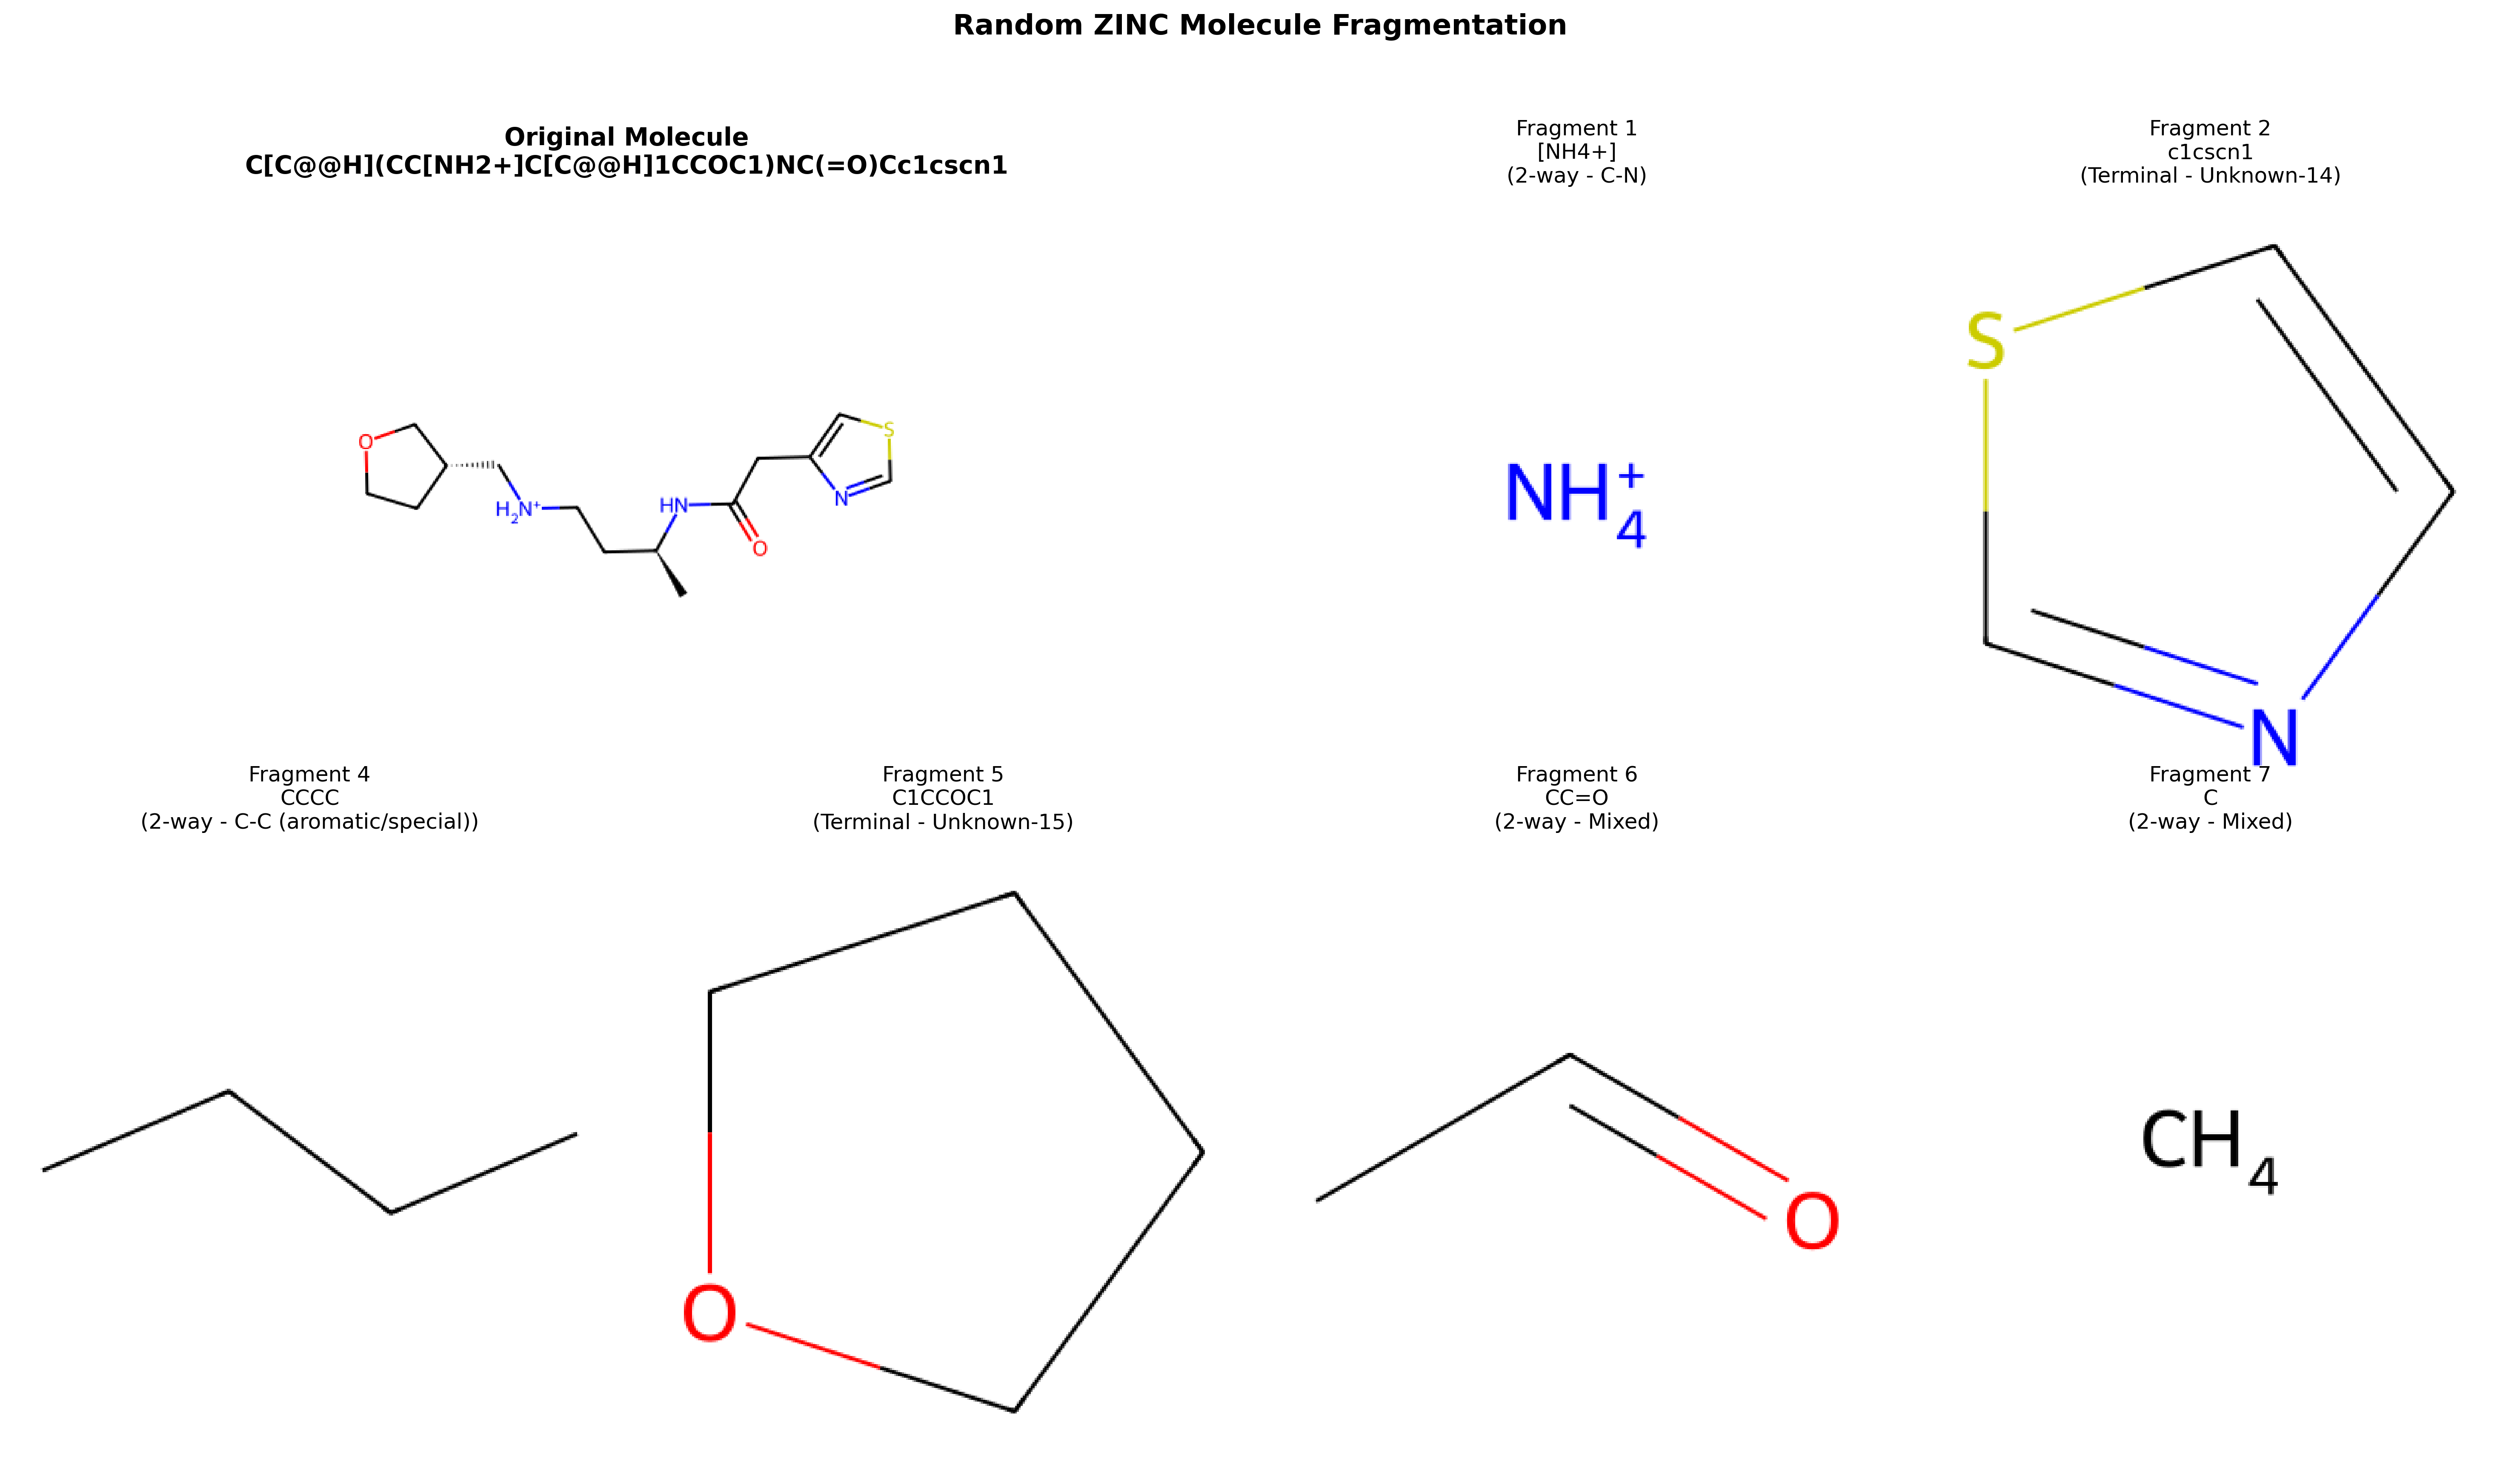 Random ZINC Molecule Fragmentation
Original Molecule
C[C@@H](CC[NH2+]C[C@@H]1CCOC1)NC(=O)Cc1cscn1
Fragment 1
[NH4+]
(2-way - C-N)
Fragment 2
c1cscn1
(Terminal - Unknown-14)
O
H2N+
HN
O
N
S
NH4+
S
N
Fragment 4
CCCC
(2-way - C-C (aromatic/special))
Fragment 5
C1CCOC1
(Terminal - Unknown-15)
Fragment 6
CC=O
(2-way - Mixed)
Fragment 7
C
(2-way - Mixed)
O
O
CH4